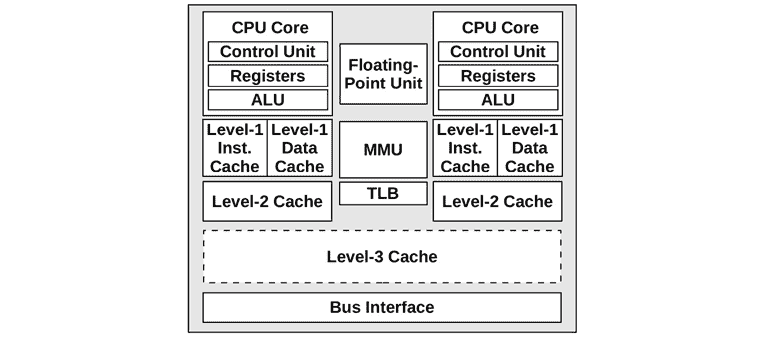 CPU Core
Control Unit
Registers
ALU
Level-1
Inst.
Cache
Level-1
Data
Cache
Level-2 Cache
Floating-
Point Unit
MMU
TLB
CPU Core
Control Unit
Registers
ALU
Level-1
Inst.
Cache
Level-1
Data
Cache
Level-2 Cache
Level-3 Cache
Bus Interface